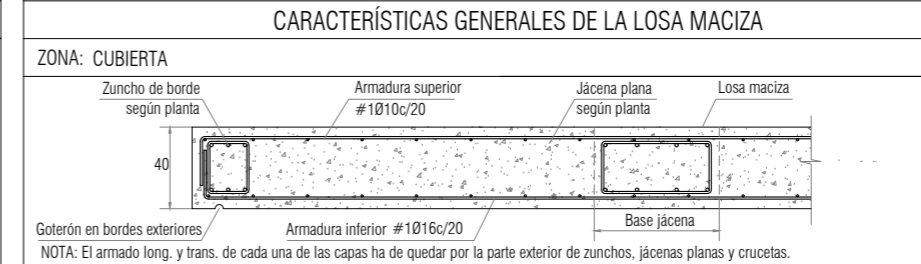 CARACTERÍSTICAS GENERALES DE LA LOSA MACIZA
ZONA: CUBIERTA
Zuncho de borde
según planta
Armadura superior
#1Ø10c/20
Jácena plana
según planta
Losa maciza
40
Goterón en bordes exteriores
Armadura inferior #1Ø16c/20
Base jácena
NOTA: El armado long. y trans. de cada una de las capas ha de quedar por la parte exterior de zunchos, jácenas planas y crucetas.